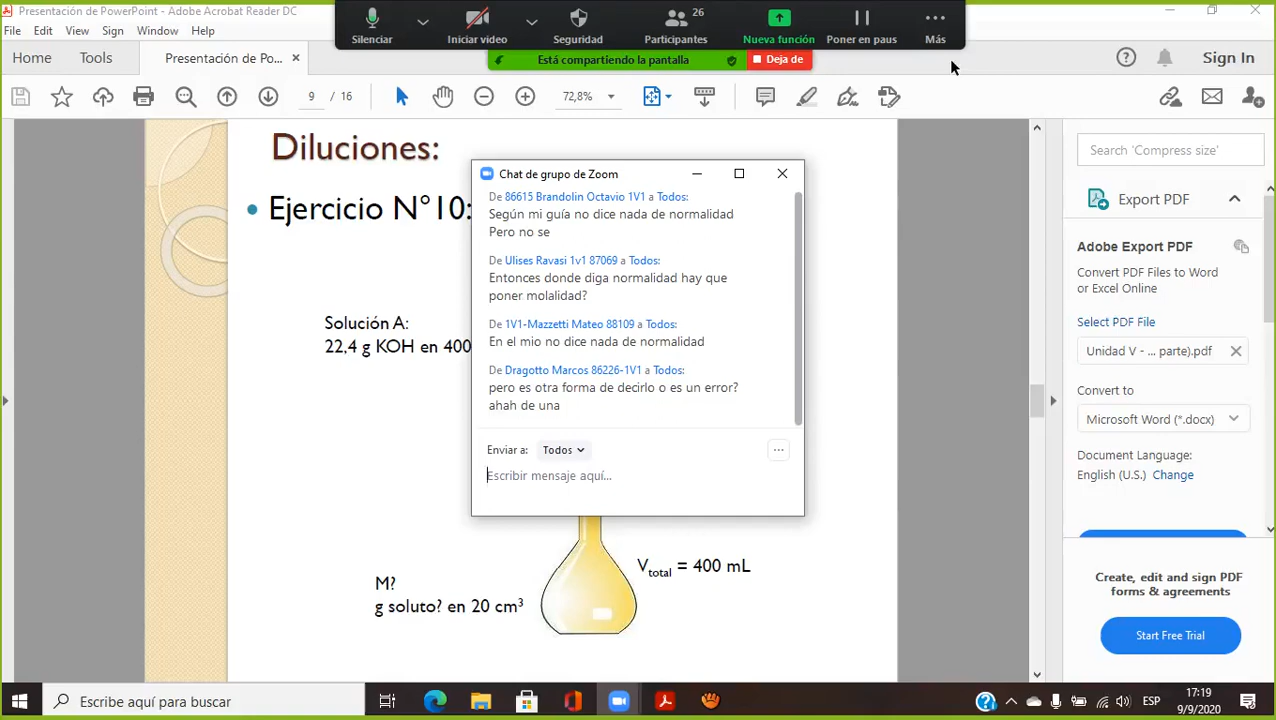 Presentación de PowerPoint - Adobe Acrobat Reader DC
File Edit View Window Help
Silenciar
Iniciar video
Seguridad
26
Participantes
Nueva función
Poner en paus
Más
Está compartiendo la pantalla
Deja de
Home
Tools
Presentación de Po...
Sign In
9 / 16
72,8%
Diluciones:
Ejercicio N°10:
Solución A:
22,4 g KOH en 400
Chat de grupo de Zoom
De 86615 Brandolin Octavio 1V1 a Todos:
Según mi guía no dice nada de normalidad
Pero no se
De Ulises Ravasi 1v1 87069 a Todos:
Entonces donde diga normalidad hay que
poner molalidad?
De 1V1-Mazzetti Mateo 88109 a Todos:
En el mio no dice nada de normalidad
De Dragotto Marcos 86226-1V1 a Todos:
pero es otra forma de decirlo o es un error?
ahah de una
Enviar a: Todos
Escribir mensaje aquí...
M?
g soluto? en 20 cm³
Vtotal = 400 mL
Search 'Compress size'
Export PDF
Adobe Export PDF
Convert PDF Files to Word
or Excel Online
Select PDF File
Unidad V - ... parte).pdf
Convert to
Microsoft Word (*.docx)
Document Language:
English (U.S.) Change
Create, edit and sign PDF
forms & agreements
Start Free Trial
Escribe aquí para buscar
ESP
17:19
9/9/2020